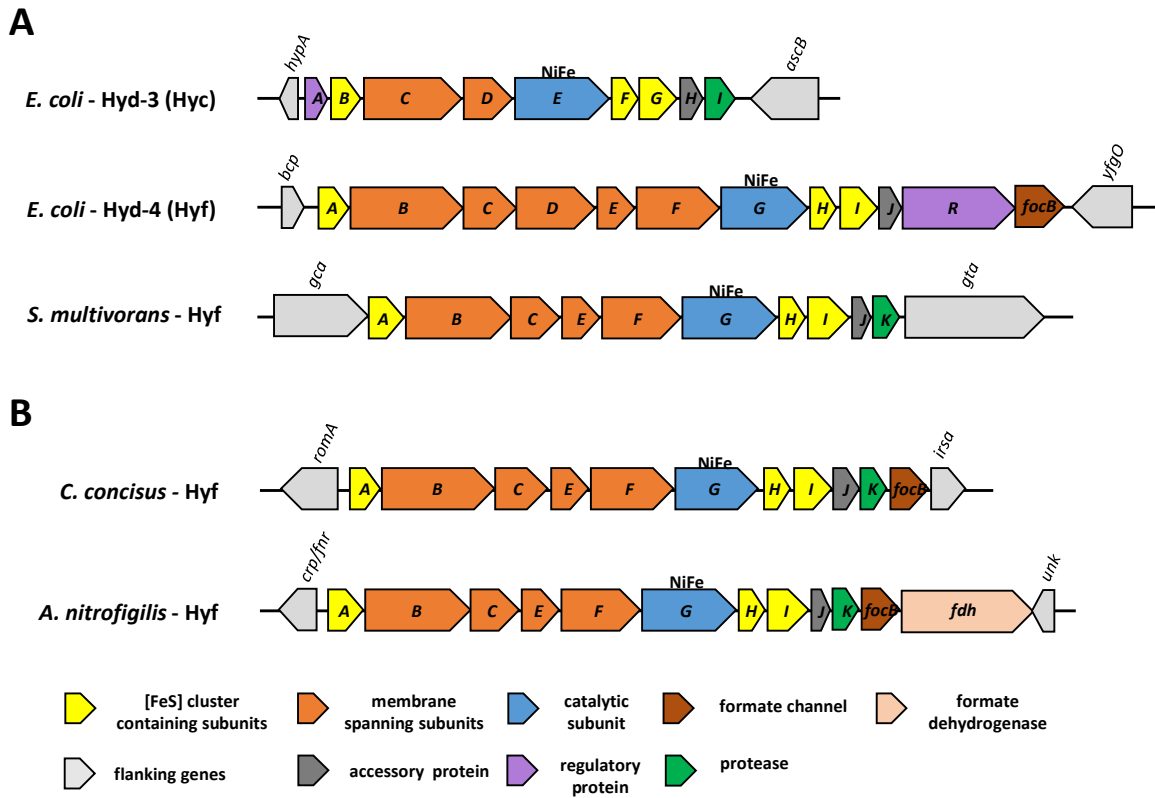 A
hypA
ascB
NiFe
E. coli - Hyd-3 (Hyc)
A B C D E F G H I
bcp
yfgO
NiFe
E. coli - Hyd-4 (Hyf)
A B C D E F G H I J R focB
gca
gta
NiFe
S. multivorans - Hyf
A B C E F G H I J K
B
romA
irsa
NiFe
C. concisus - Hyf
A B C E F G H I J K focB
crp/fnr
unk
NiFe
A. nitrofigilis - Hyf
A B C E F G H I J K focB fdh
[FeS] cluster
containing subunits
membrane
spanning subunits
catalytic
subunit
formate channel
formate
dehydrogenase
flanking genes
accessory protein
regulatory
protein
protease